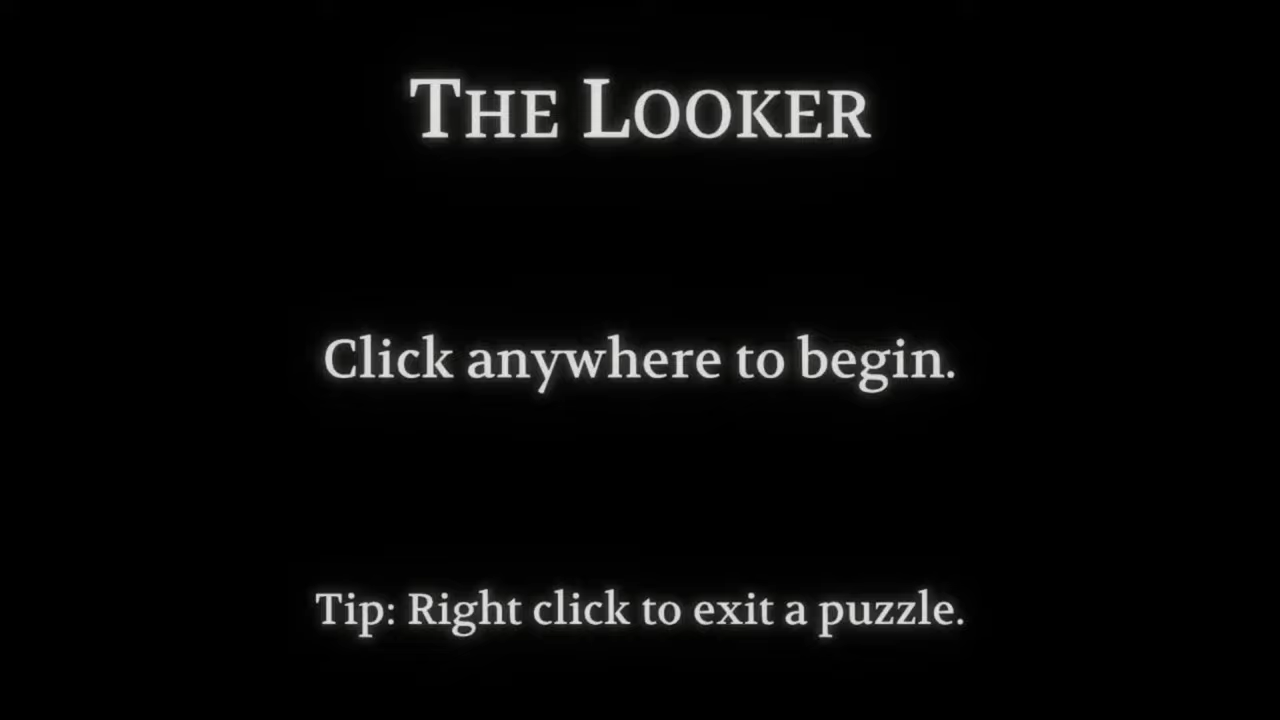 THE LOOKER
Click anywhere to begin.
Tip: Right click to exit a puzzle.